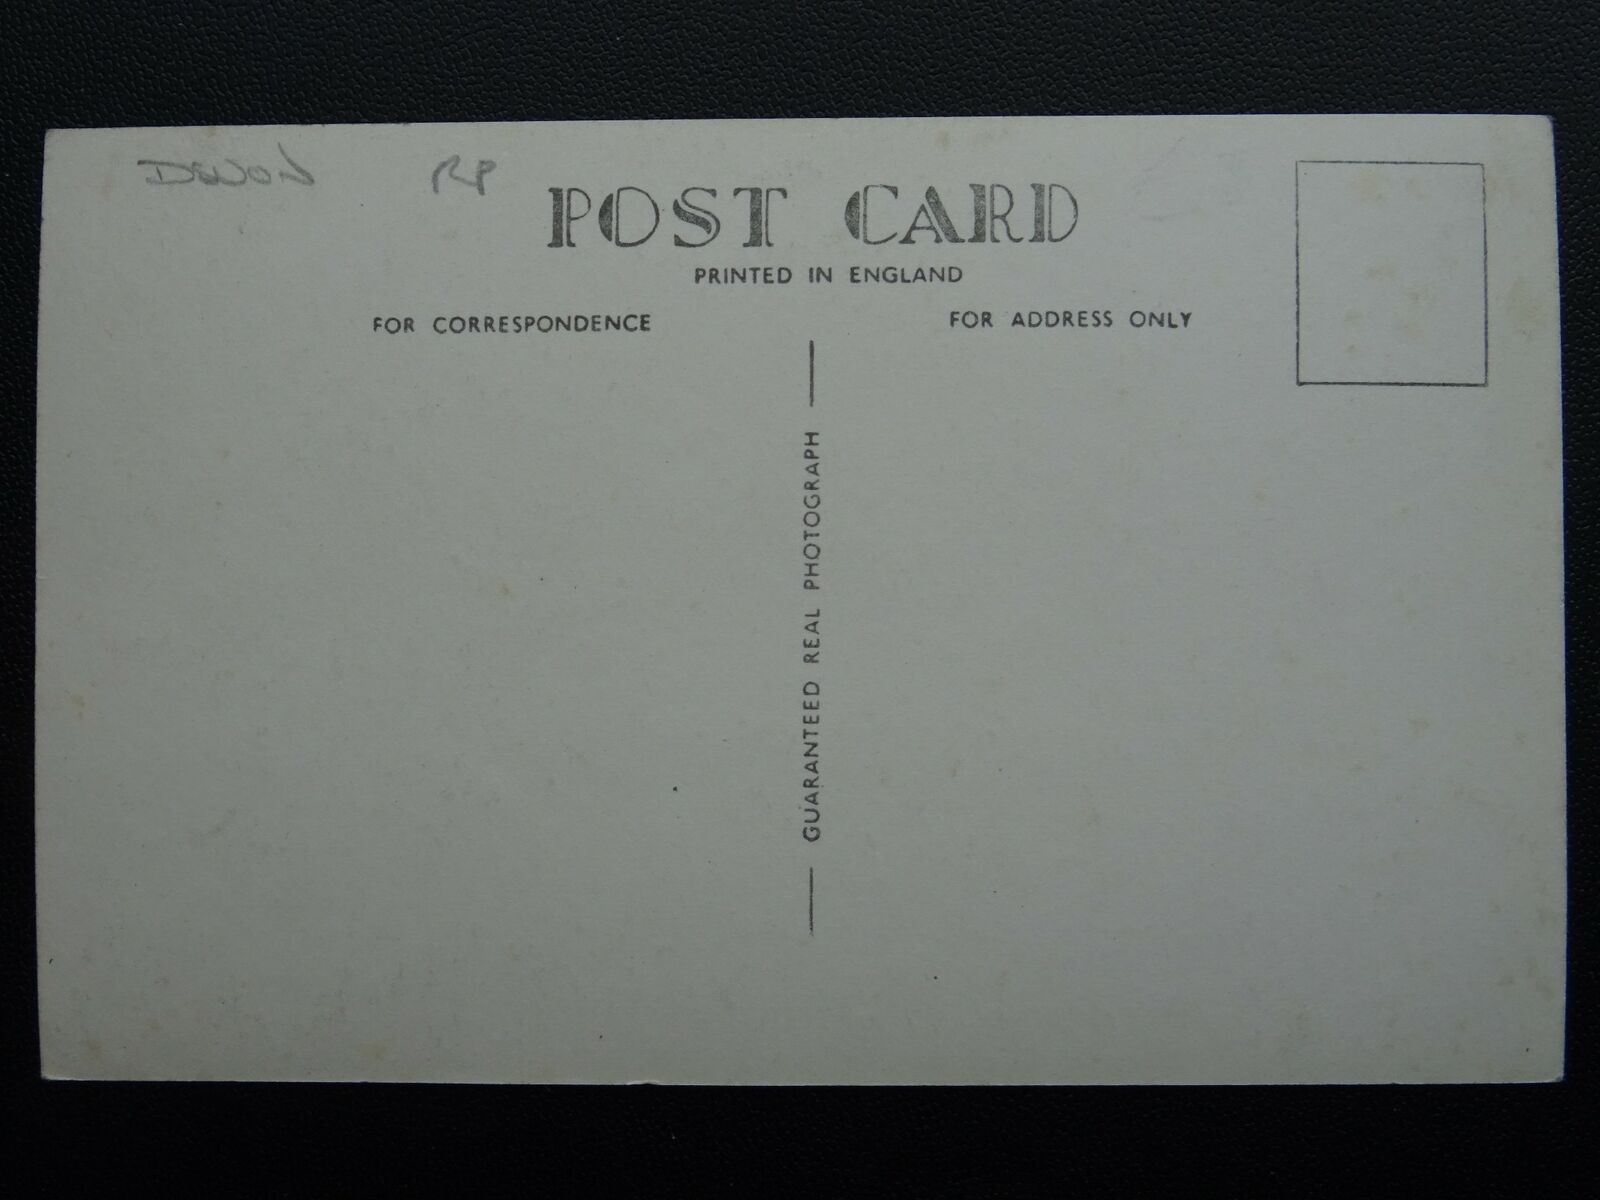 DEVON RP
POST CARD
PRINTED IN ENGLAND
FOR CORRESPONDENCE
FOR ADDRESS ONLY
GUARANTEED REAL PHOTOGRAPH